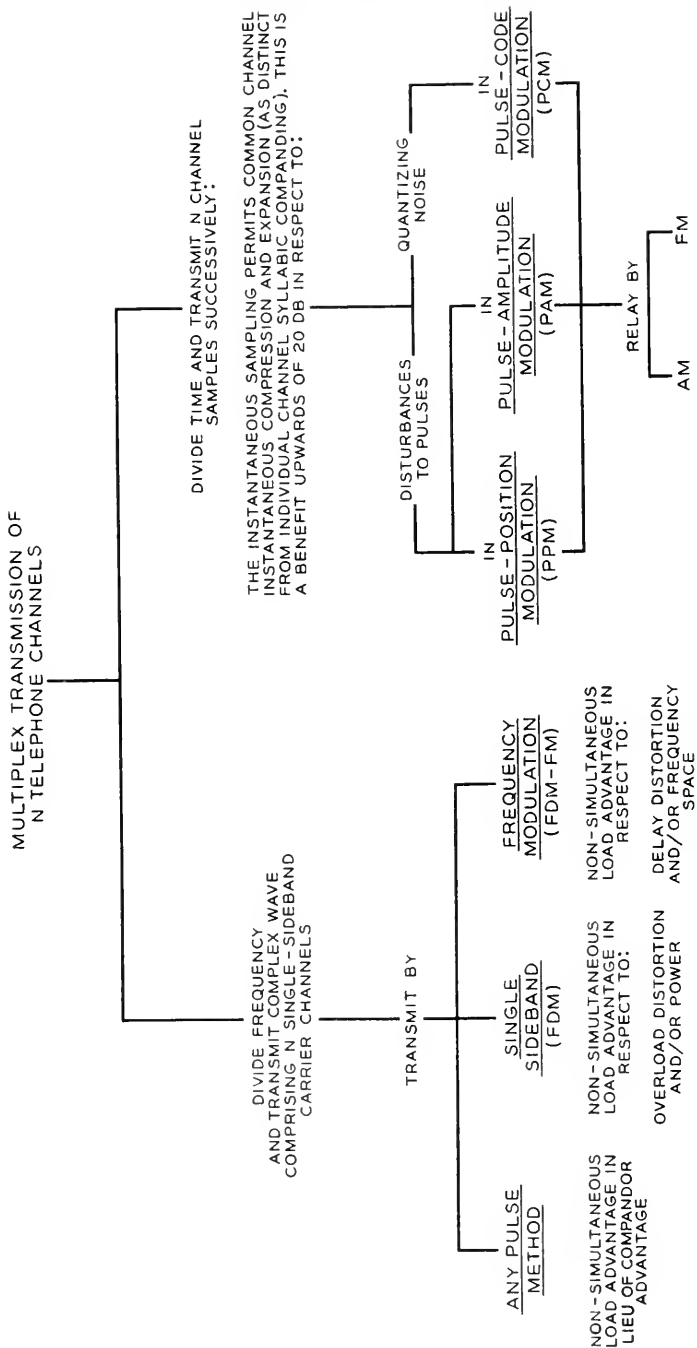 MULTIPLEX TRANSMISSION OF
N TELEPHONE CHANNELS
DIVIDE FREQUENCY
AND TRANSMIT COMPLEX WAVE
COMPRISING N SINGLE-SIDEBAND
CARRIER CHANNELS
TRANSMIT BY
ANY PULSE
METHOD
NON-SIMULTANEOUS
LOAD ADVANTAGE IN
LIEU OF COMPANDOR
ADVANTAGE
SINGLE
SIDEBAND
(FDM)
NON-SIMULTANEOUS
LOAD ADVANTAGE IN
RESPECT TO:
OVERLOAD DISTORTION
AND/OR POWER
FREQUENCY
MODULATION
(FDM-FM)
NON-SIMULTANEOUS
LOAD ADVANTAGE IN
RESPECT TO:
DELAY DISTORTION
AND/OR FREQUENCY
SPACE
DIVIDE TIME AND TRANSMIT N CHANNEL
SAMPLES SUCCESSIVELY:
THE INSTANTANEOUS SAMPLING PERMITS COMMON CHANNEL
INSTANTANEOUS COMPRESSION AND EXPANSION (AS DISTINCT
FROM INDIVIDUAL CHANNEL SYLLABIC COMPANDING). THIS IS
A BENEFIT UPWARDS OF 20 DB IN RESPECT TO:
DISTURBANCES
TO PULSES
QUANTIZING
NOISE
IN
PULSE-POSITION
MODULATION
(PPM)
IN
PULSE-AMPLITUDE
MODULATION
(PAM)
IN
PULSE-CODE
MODULATION
(PCM)
RELAY BY
AM
FM